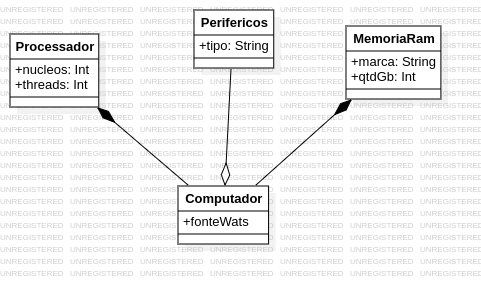 Processador
+nucleos: Int
+threads: Int
Perifericos
+tipo: String
MemoriaRam
+marca: String
+qtdGb: Int
Computador
+fonteWats
UNREGISTERED